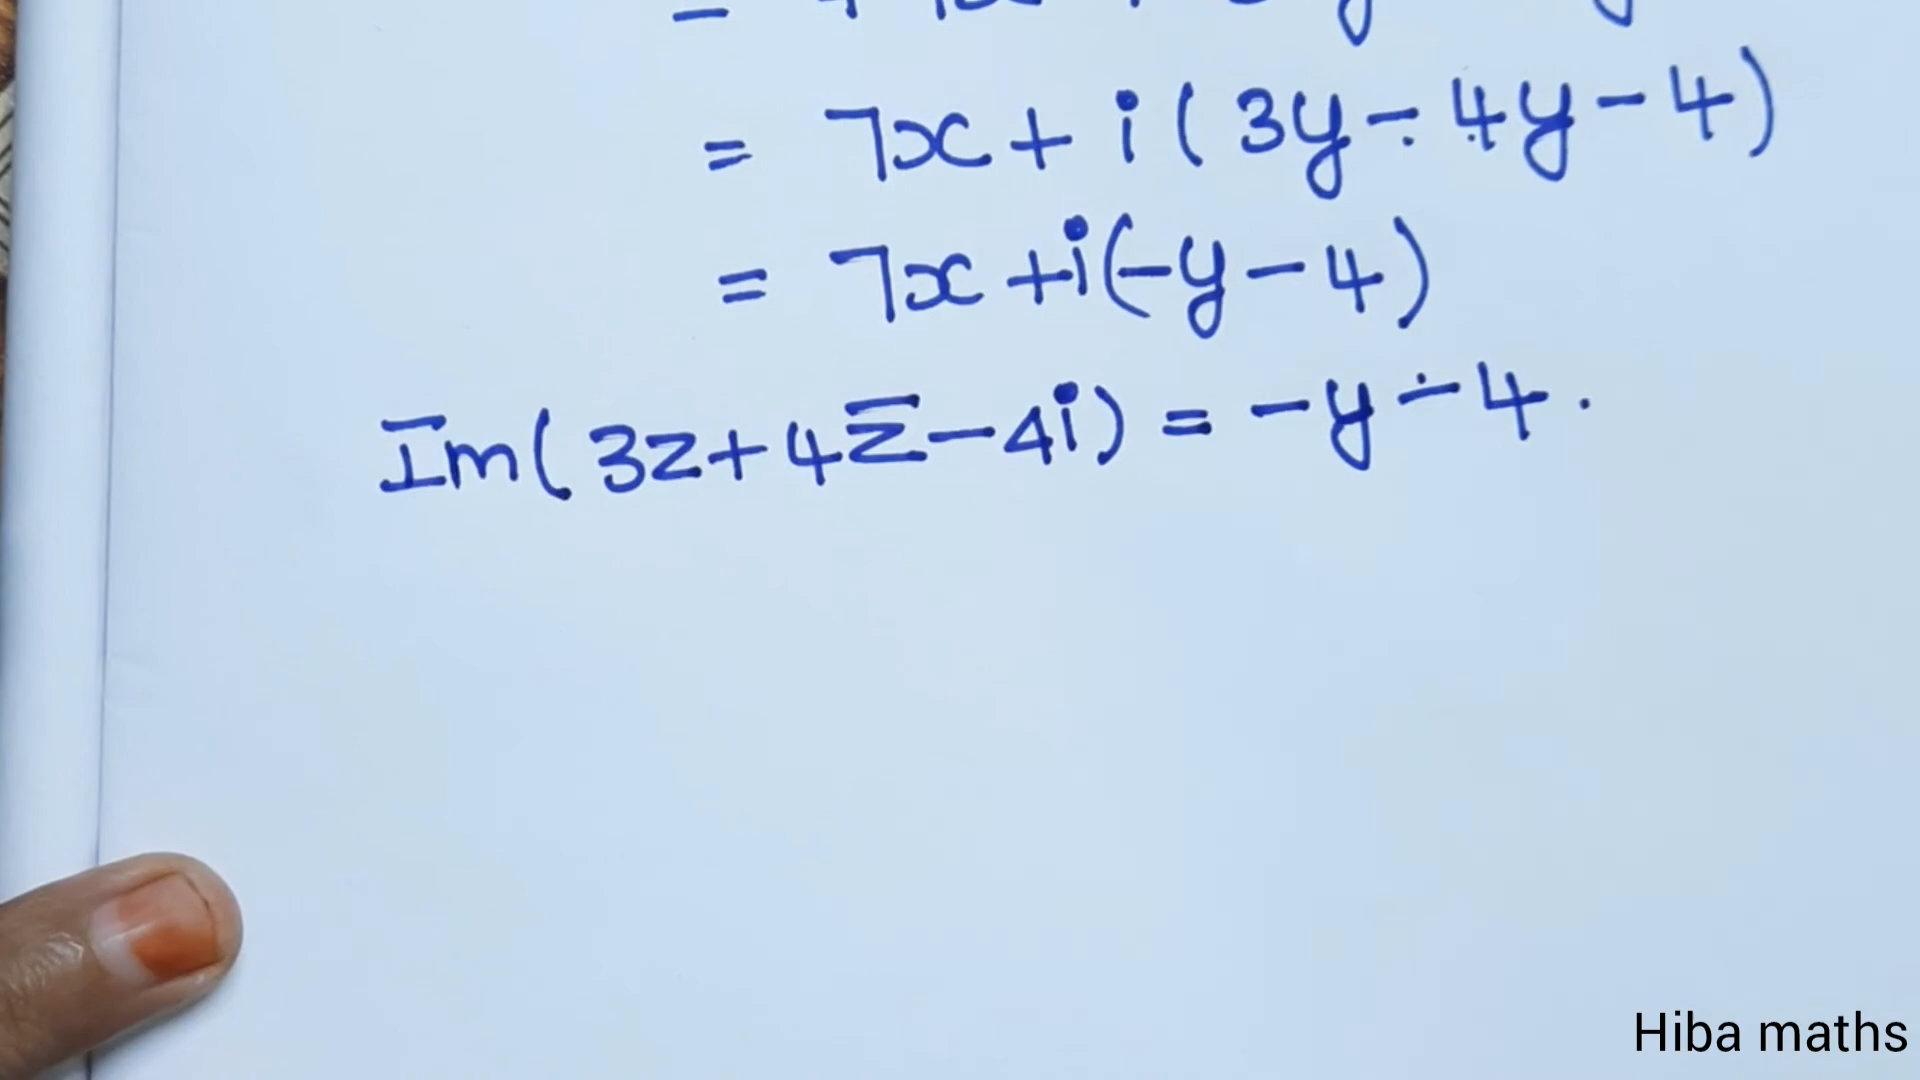 = 7x + i(3y - 4y - 4)
= 7x + i(-y - 4)
Im(3z + 4z̅ - 4i) = -y - 4.
Hiba maths